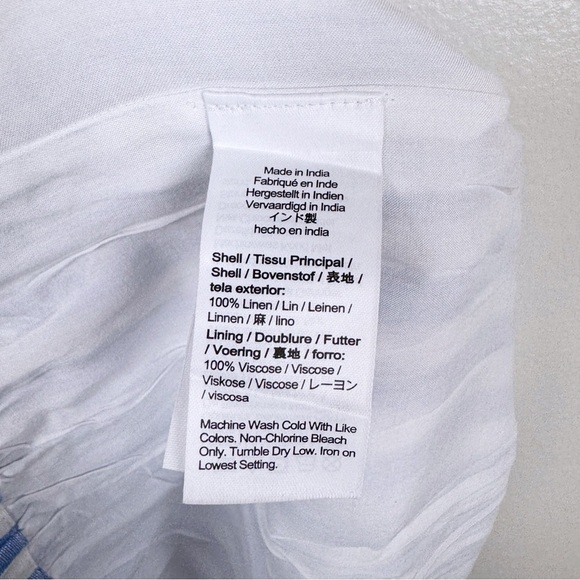 Made in India
Fabriqué en Inde
Hergestellt in Indien
Vervaardigd in India
インド製
hecho en india
Shell / Tissu Principal /
Shell / Bovenstof / 表地 /
tela exterior:
100% Linen / Lin / Leinen /
Linnen / 麻 / lino
Lining / Doublure / Futter
/ Voering / 裏地 / forro:
100% Viscose / Viscose /
Viskose / Viscose / レーヨン
/ viscosa
Machine Wash Cold With Like
Colors. Non-Chlorine Bleach
Only. Tumble Dry Low. Iron on
Lowest Setting.